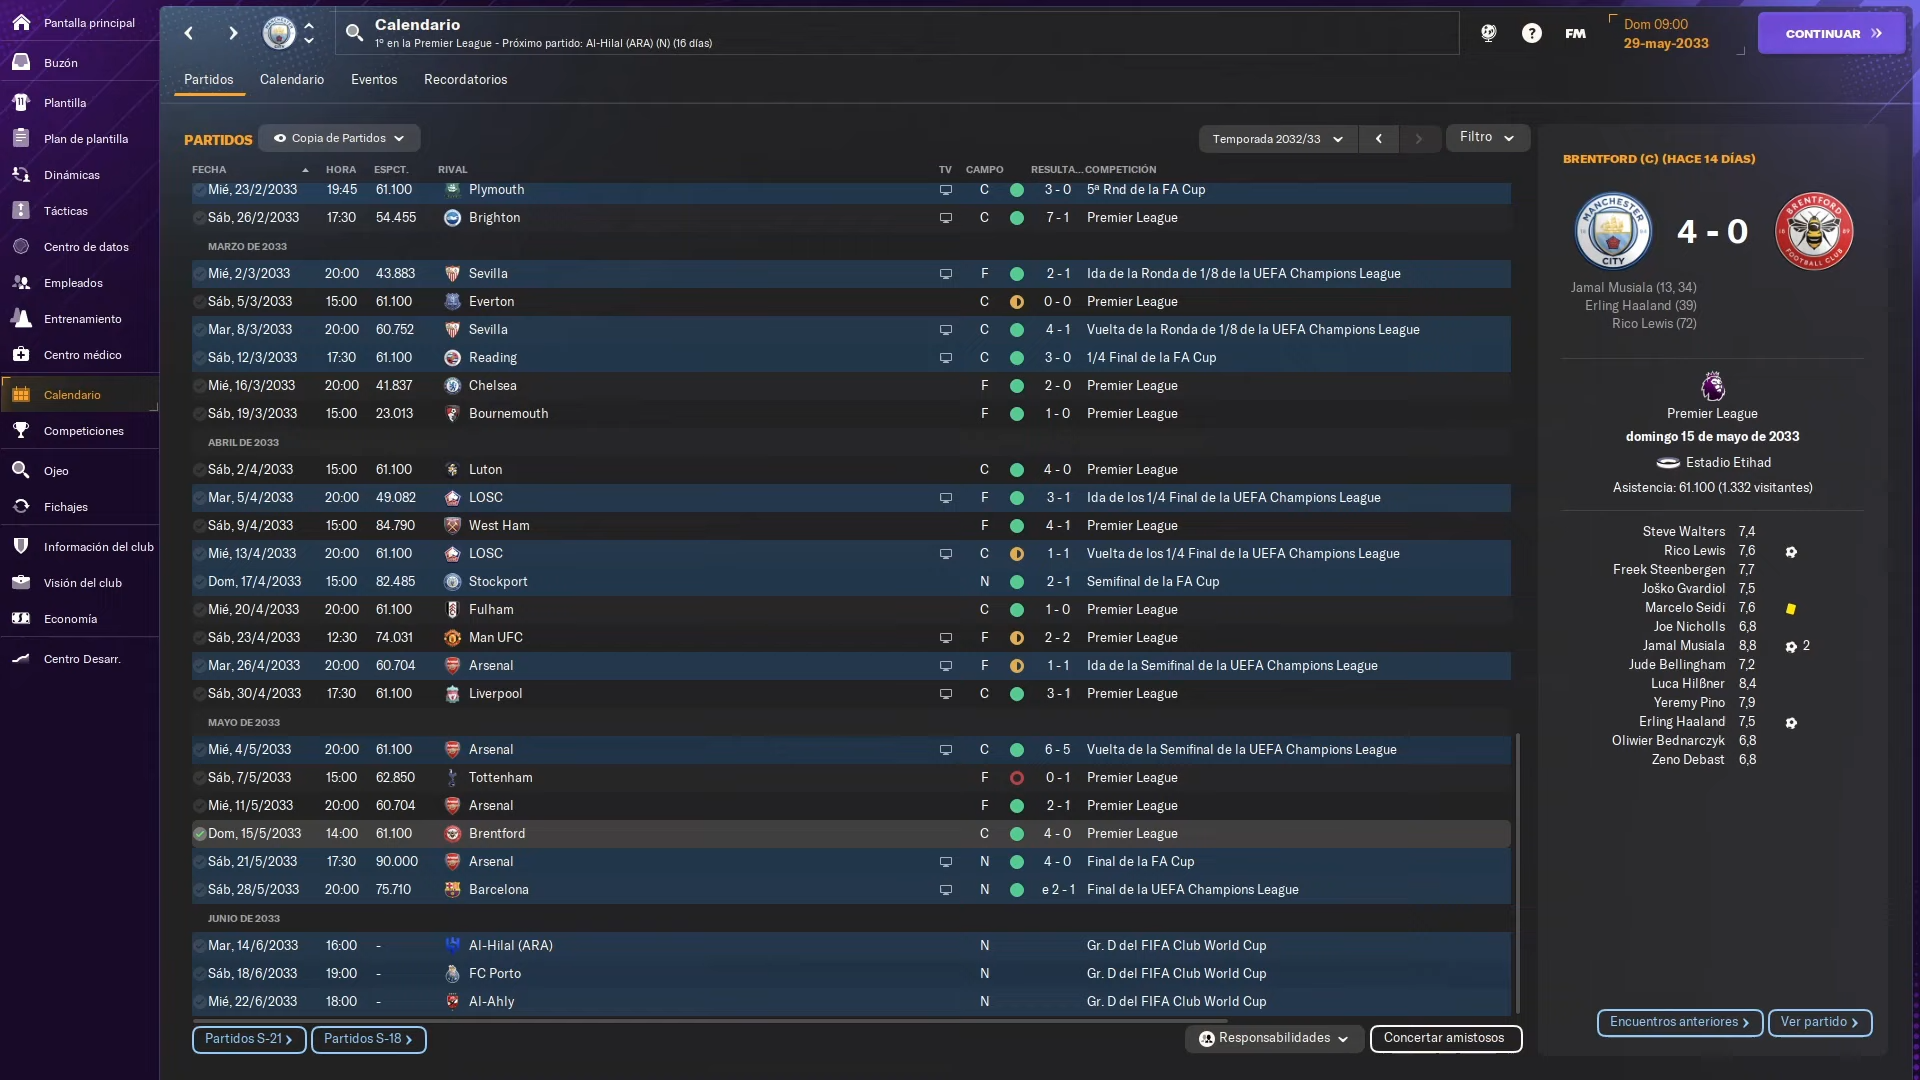 Pantalla principal
Buzón
Plantilla
Plan de plantilla
Dinámicas
Tácticas
Centro de datos
Empleados
Entrenamiento
Centro médico
Calendario
Competiciones
Ojeo
Fichajes
Información del club
Visión del club
Economía
Centro Desarr.
Calendario
1º en la Premier League - Próximo partido: Al-Hilal (ARA) (N) (16 días)
FM
Dom 09:00
29-may-2033
CONTINUAR
Partidos Calendario Eventos Recordatorios
PARTIDOS Copia de Partidos Temporada 2032/33 Filtro
FECHA HORA ESPCT. RIVAL TV CAMPO RESULTA... COMPETICIÓN
Mié, 23/2/2033 19:45 61.100 Plymouth C 3 - 0 5ª Rnd de la FA Cup
Sáb, 26/2/2033 17:30 54.455 Brighton C 7 - 1 Premier League
MARZO DE 2033
Mié, 2/3/2033 20:00 43.883 Sevilla F 2 - 1 Ida de la Ronda de 1/8 de la UEFA Champions League
Sáb, 5/3/2033 15:00 61.100 Everton C 0 - 0 Premier League
Mar, 8/3/2033 20:00 60.752 Sevilla C 4 - 1 Vuelta de la Ronda de 1/8 de la UEFA Champions League
Sáb, 12/3/2033 17:30 61.100 Reading C 3 - 0 1/4 Final de la FA Cup
Mié, 16/3/2033 20:00 41.837 Chelsea F 2 - 0 Premier League
Sáb, 19/3/2033 15:00 23.013 Bournemouth F 1 - 0 Premier League
ABRIL DE 2033
Sáb, 2/4/2033 15:00 61.100 Luton C 4 - 0 Premier League
Mar, 5/4/2033 20:00 49.082 LOSC F 3 - 1 Ida de los 1/4 Final de la UEFA Champions League
Sáb, 9/4/2033 15:00 84.790 West Ham F 4 - 1 Premier League
Mié, 13/4/2033 20:00 61.100 LOSC C 1 - 1 Vuelta de los 1/4 Final de la UEFA Champions League
Dom, 17/4/2033 15:00 82.485 Stockport N 2 - 1 Semifinal de la FA Cup
Mié, 20/4/2033 20:00 61.100 Fulham C 1 - 0 Premier League
Sáb, 23/4/2033 12:30 74.031 Man UFC F 2 - 2 Premier League
Mar, 26/4/2033 20:00 60.704 Arsenal F 1 - 1 Ida de la Semifinal de la UEFA Champions League
Sáb, 30/4/2033 17:30 61.100 Liverpool C 3 - 1 Premier League
MAYO DE 2033
Mié, 4/5/2033 20:00 61.100 Arsenal C 6 - 5 Vuelta de la Semifinal de la UEFA Champions League
Sáb, 7/5/2033 15:00 62.850 Tottenham F 0 - 1 Premier League
Mié, 11/5/2033 20:00 60.704 Arsenal F 2 - 1 Premier League
Dom, 15/5/2033 14:00 61.100 Brentford C 4 - 0 Premier League
Sáb, 21/5/2033 17:30 90.000 Arsenal N 4 - 0 Final de la FA Cup
Sáb, 28/5/2033 20:00 75.710 Barcelona N e 2 - 1 Final de la UEFA Champions League
JUNIO DE 2033
Mar, 14/6/2033 16:00 - Al-Hilal (ARA) N Gr. D del FIFA Club World Cup
Sáb, 18/6/2033 19:00 - FC Porto N Gr. D del FIFA Club World Cup
Mié, 22/6/2033 18:00 - Al-Ahly N Gr. D del FIFA Club World Cup
Partidos S-21 Partidos S-18 Responsabilidades Concertar amistosos
BRENTFORD (C) (HACE 14 DÍAS)
MANCHESTER CITY
4 - 0
BRENTFORD FOOTBALL CLUB
Jamal Musiala (13, 34)
Erling Haaland (39)
Rico Lewis (72)
Premier League
domingo 15 de mayo de 2033
Estadio Etihad
Asistencia: 61.100 (1.332 visitantes)
Steve Walters 7,4
Rico Lewis 7,6
Freek Steenbergen 7,7
Joško Gvardiol 7,5
Marcelo Seidi 7,6
Joe Nicholls 6,8
Jamal Musiala 8,8 2
Jude Bellingham 7,2
Luca Hilßner 8,4
Yeremy Pino 7,9
Erling Haaland 7,5
Oliwier Bednarczyk 6,8
Zeno Debast 6,8
Encuentros anteriores Ver partido